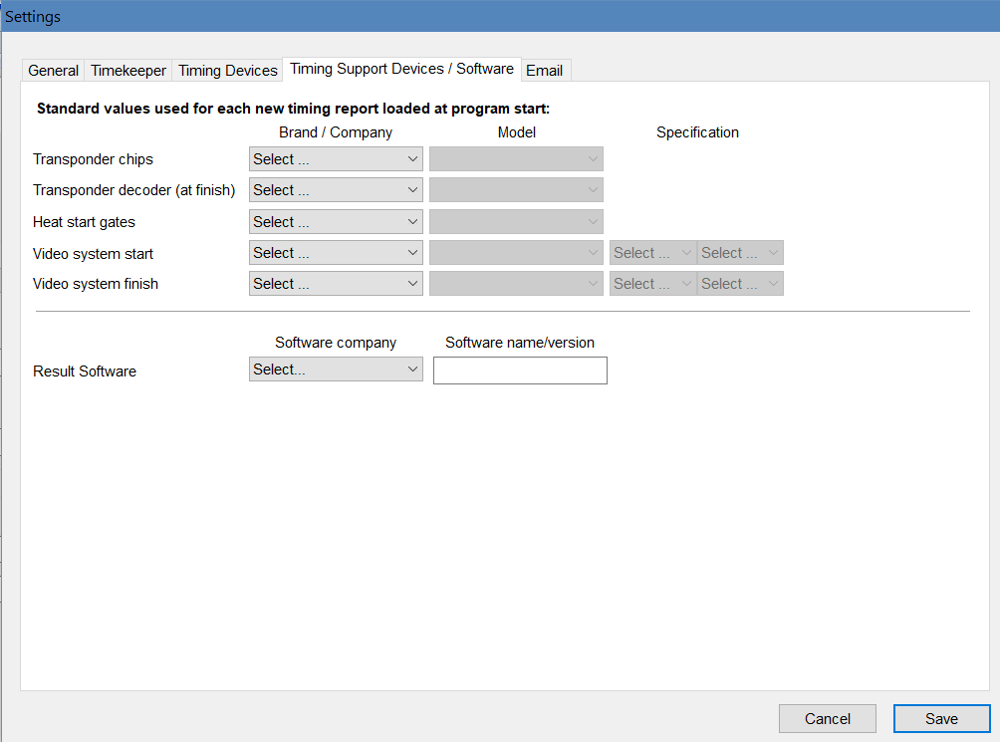 Settings
General Timekeeper Timing Devices Timing Support Devices / Software Email
Standard values used for each new timing report loaded at program start:
Brand / Company Model Specification
Transponder chips Select ...
Transponder decoder (at finish) Select ...
Heat start gates Select ...
Video system start Select ... Select ... Select ...
Video system finish Select ... Select ... Select ...
Software company Software name/version
Result Software Select...
Cancel Save